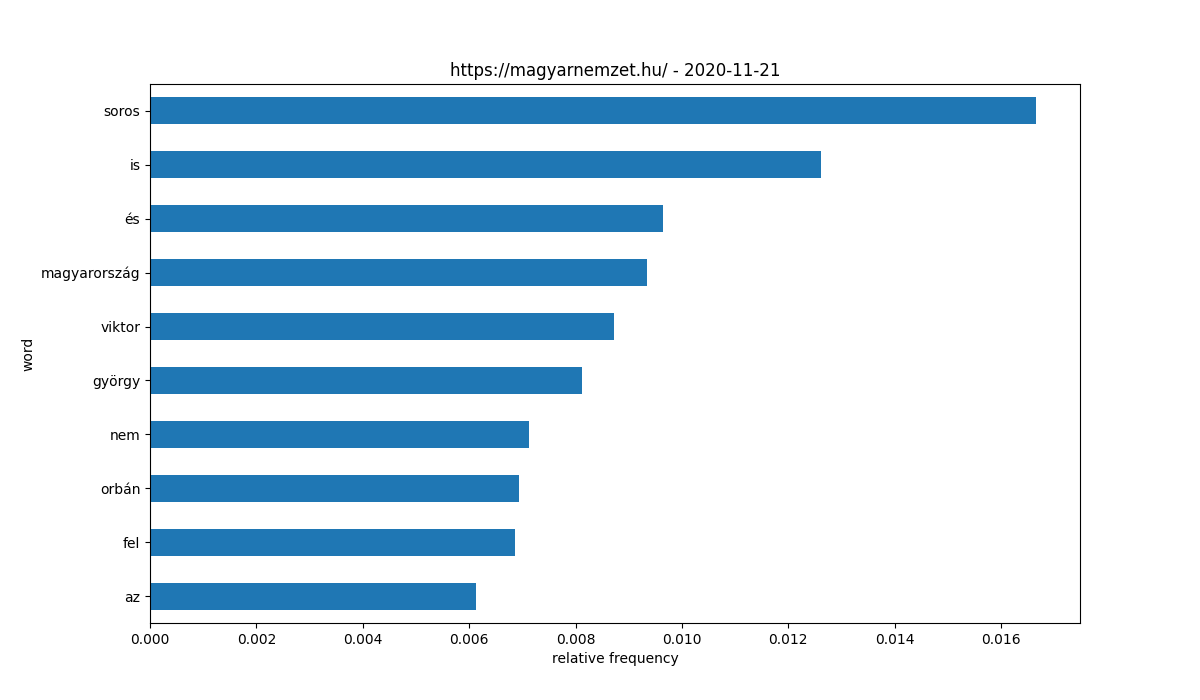 https://magyarnemzet.hu/ - 2020-11-21
soros
is
és
magyarország
viktor
györgy
nem
orbán
fel
az
word
0.000 0.002 0.004 0.006 0.008 0.010 0.012 0.014 0.016
relative frequency